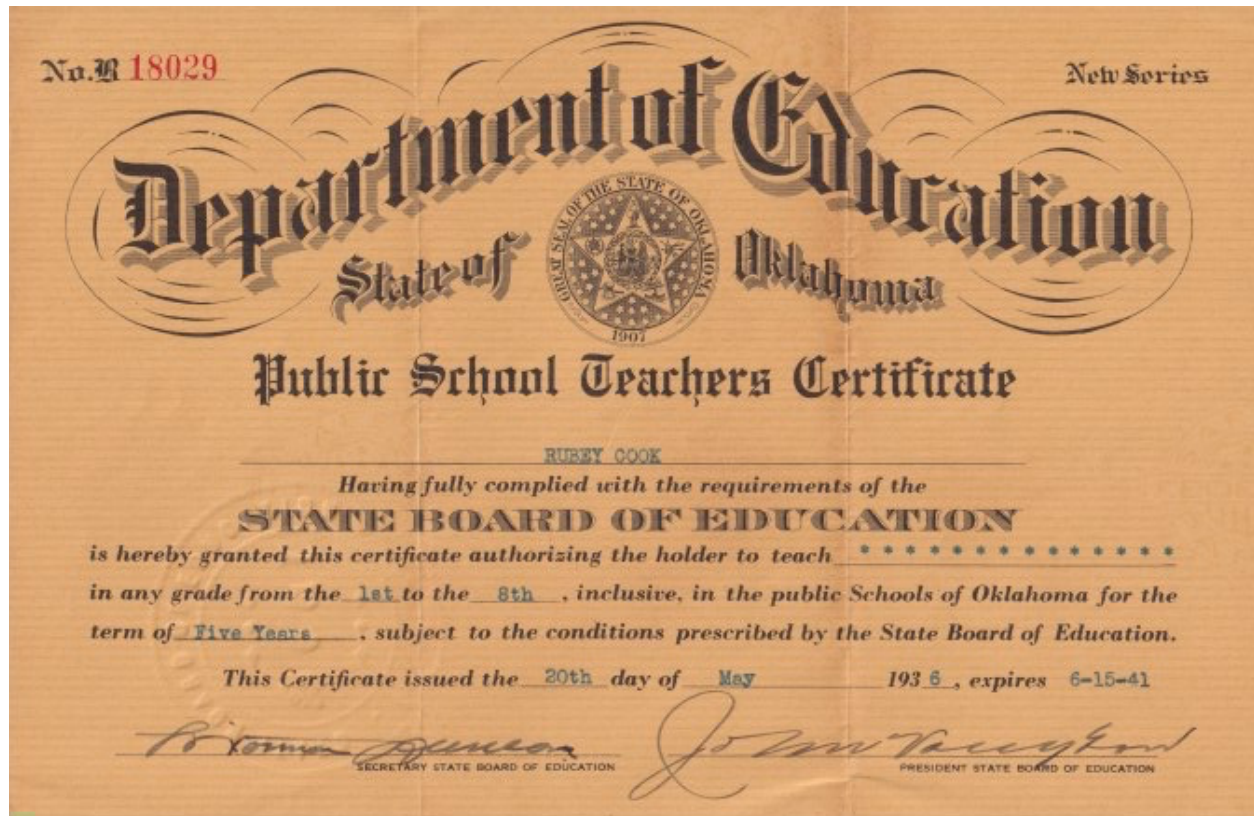 No. B 18029
New Series
Department of Education
State of Oklahoma
GREAT SEAL OF THE STATE OF OKLAHOMA
1907
Public School Teachers Certificate
RUBEY COOK
Having fully complied with the requirements of the
STATE BOARD OF EDUCATION
is hereby granted this certificate authorizing the holder to teach * * * * * * * * * * * * * *
in any grade from the 1st to the 8th , inclusive, in the public Schools of Oklahoma for the
term of Five Years , subject to the conditions prescribed by the State Board of Education.
This Certificate issued the 20th day of May 193 6 , expires 6-15-41
Duncan John Vaughan
SECRETARY STATE BOARD OF EDUCATION PRESIDENT STATE BOARD OF EDUCATION